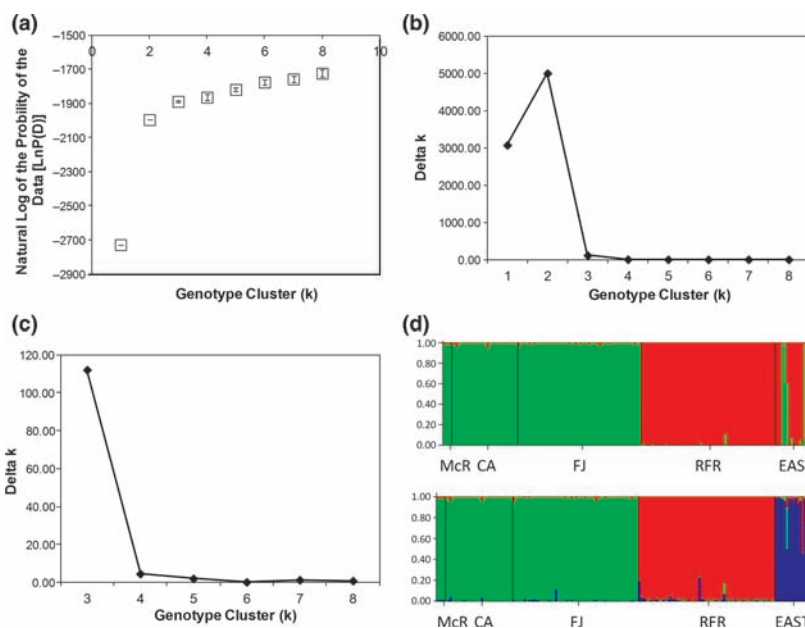 (a)
Natural Log of the Probility of the
Data [LnP(D)]
-1500
-1700
-1900
-2100
-2300
-2500
-2700
-2900
0 2 4 6 8 10
Genotype Cluster (k)
(b)
Delta k
6000.00
5000.00
4000.00
3000.00
2000.00
1000.00
0.00
1 2 3 4 5 6 7 8
Genotype Cluster (k)
(c)
Delta k
120.00
100.00
80.00
60.00
40.00
20.00
0.00
3 4 5 6 7 8
Genotype Cluster (k)
(d)
1.00
0.80
0.60
0.40
0.20
0.00
McR CA FJ RFR EAST
1.00
0.80
0.60
0.40
0.20
0.00
McR CA FJ RFR EAST